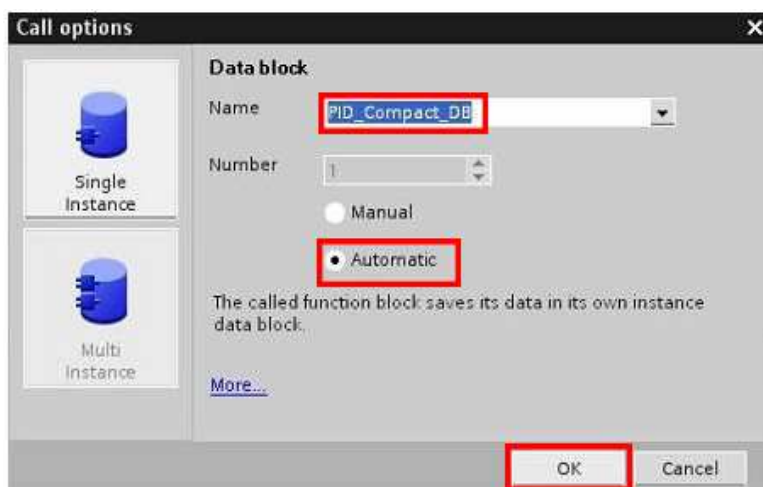 Call options
Data block
Name
PID_Compact_DB
Number
1
Single
Instance
Manual
Automatic
The called function block saves its data in its own instance
data block.
Multi
Instance
More...
OK
Cancel